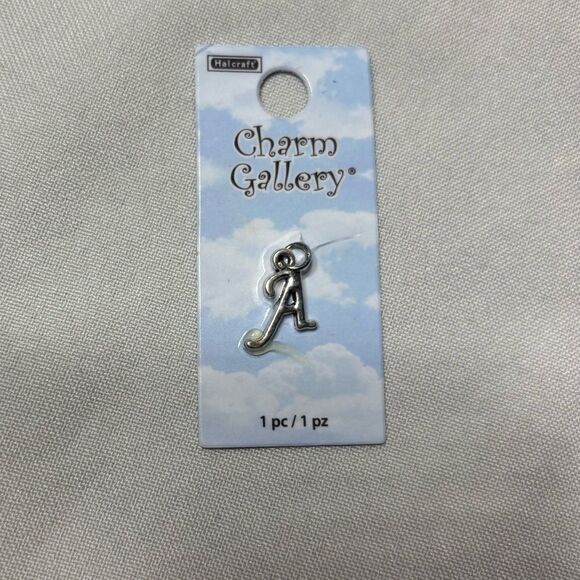 Halcraft®
Charm
Gallery®
A
1 pc / 1 pz